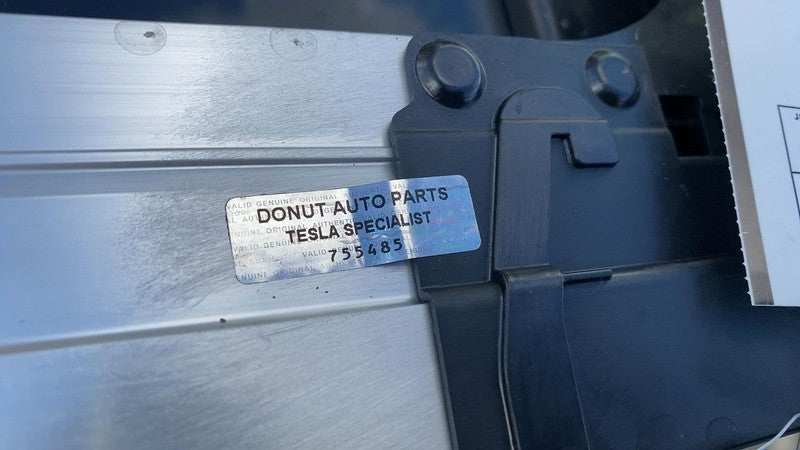 DONUT AUTO PARTS
TESLA SPECIALIST
755485